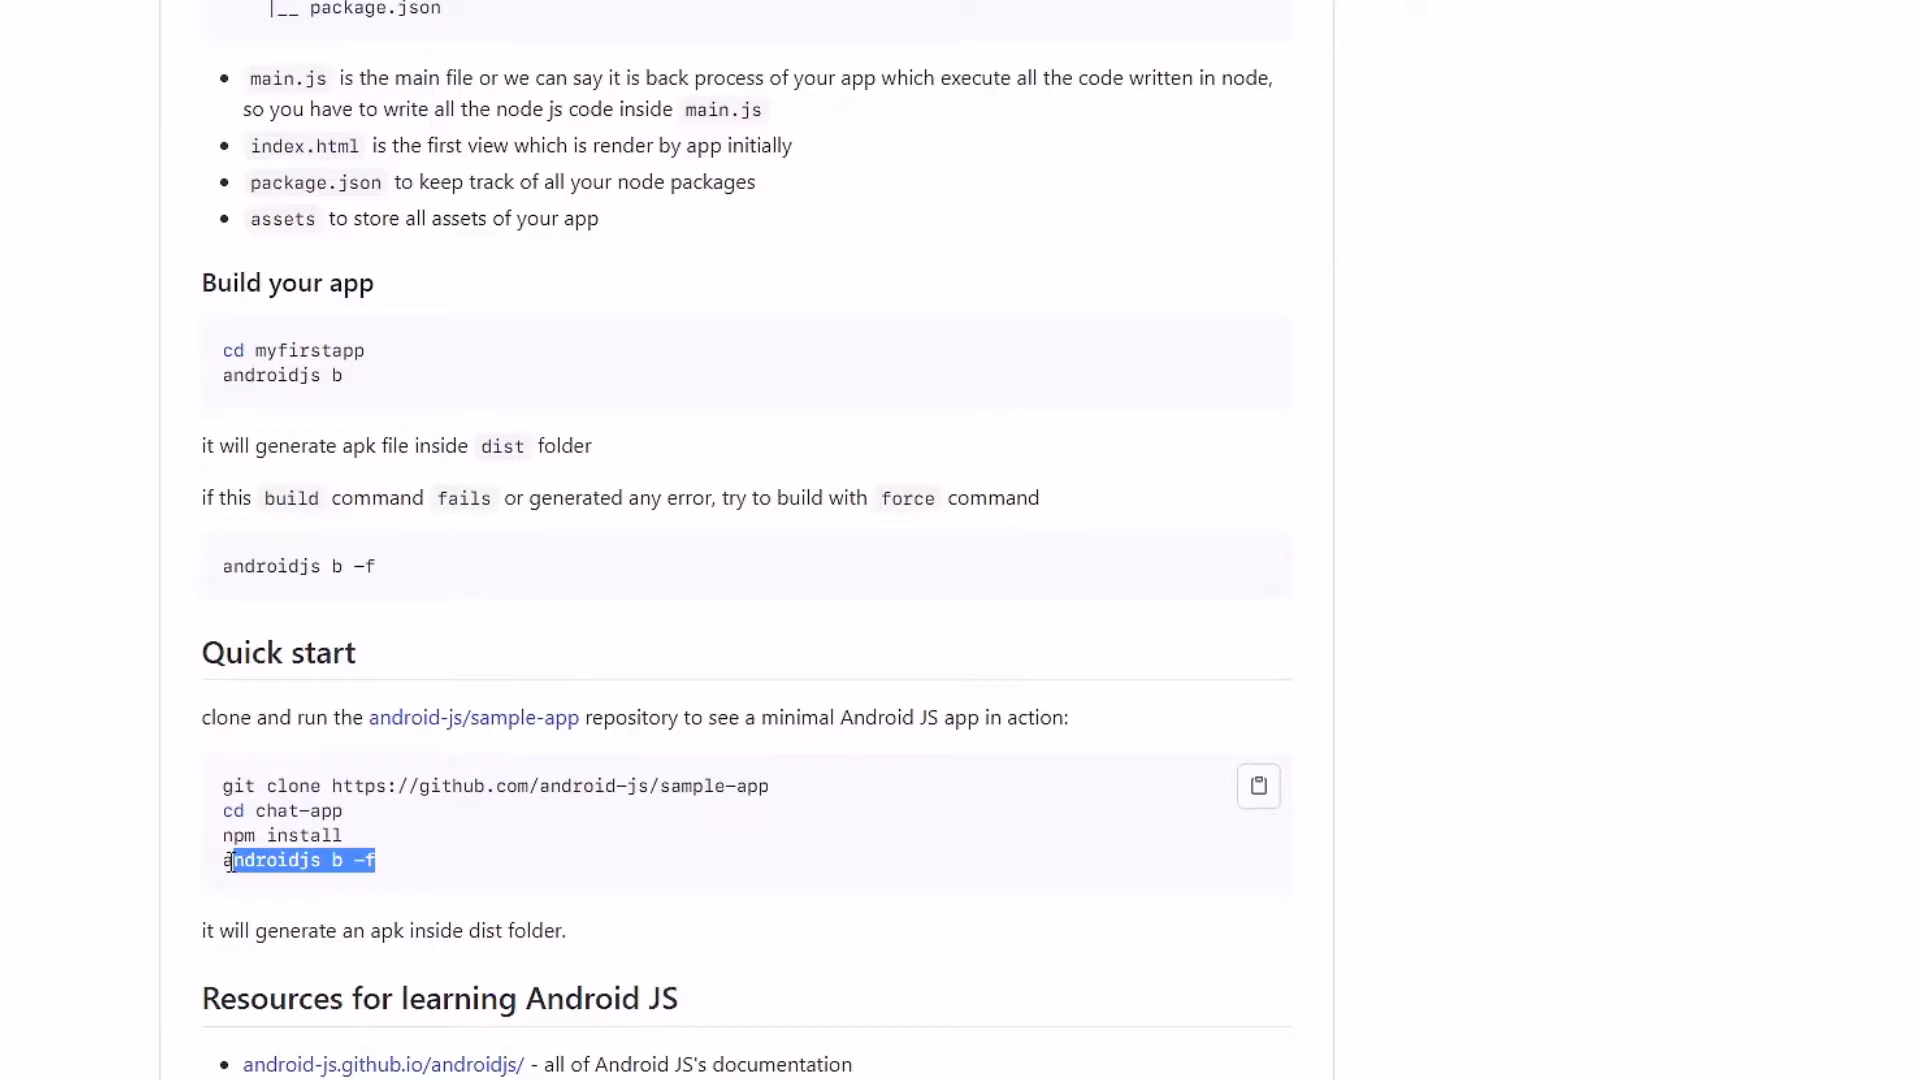 |__ package.json
main.js is the main file or we can say it is back process of your app which execute all the code written in node,
so you have to write all the node js code inside main.js
index.html is the first view which is render by app initially
package.json to keep track of all your node packages
assets to store all assets of your app
Build your app
cd myfirstapp
androidjs b
it will generate apk file inside dist folder
if this build command fails or generated any error, try to build with force command
androidjs b -f
Quick start
clone and run the android-js/sample-app repository to see a minimal Android JS app in action:
git clone https://github.com/android-js/sample-app
cd chat-app
npm install
androidjs b -f
it will generate an apk inside dist folder.
Resources for learning Android JS
android-js.github.io/androidjs/ - all of Android JS's documentation